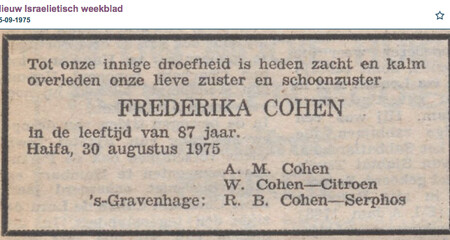 Nieuw Israelietisch weekblad
5-09-1975
Tot onze innige droefheid is heden zacht en kalm
overleden onze lieve zuster en schoonzuster
FREDERIKA COHEN
In de leeftijd van 87 jaar.
Haifa, 30 augustus 1975
A. M. Cohen
W. Cohen—Citroen
's-Gravenhage: R. B. Cohen—Serphos